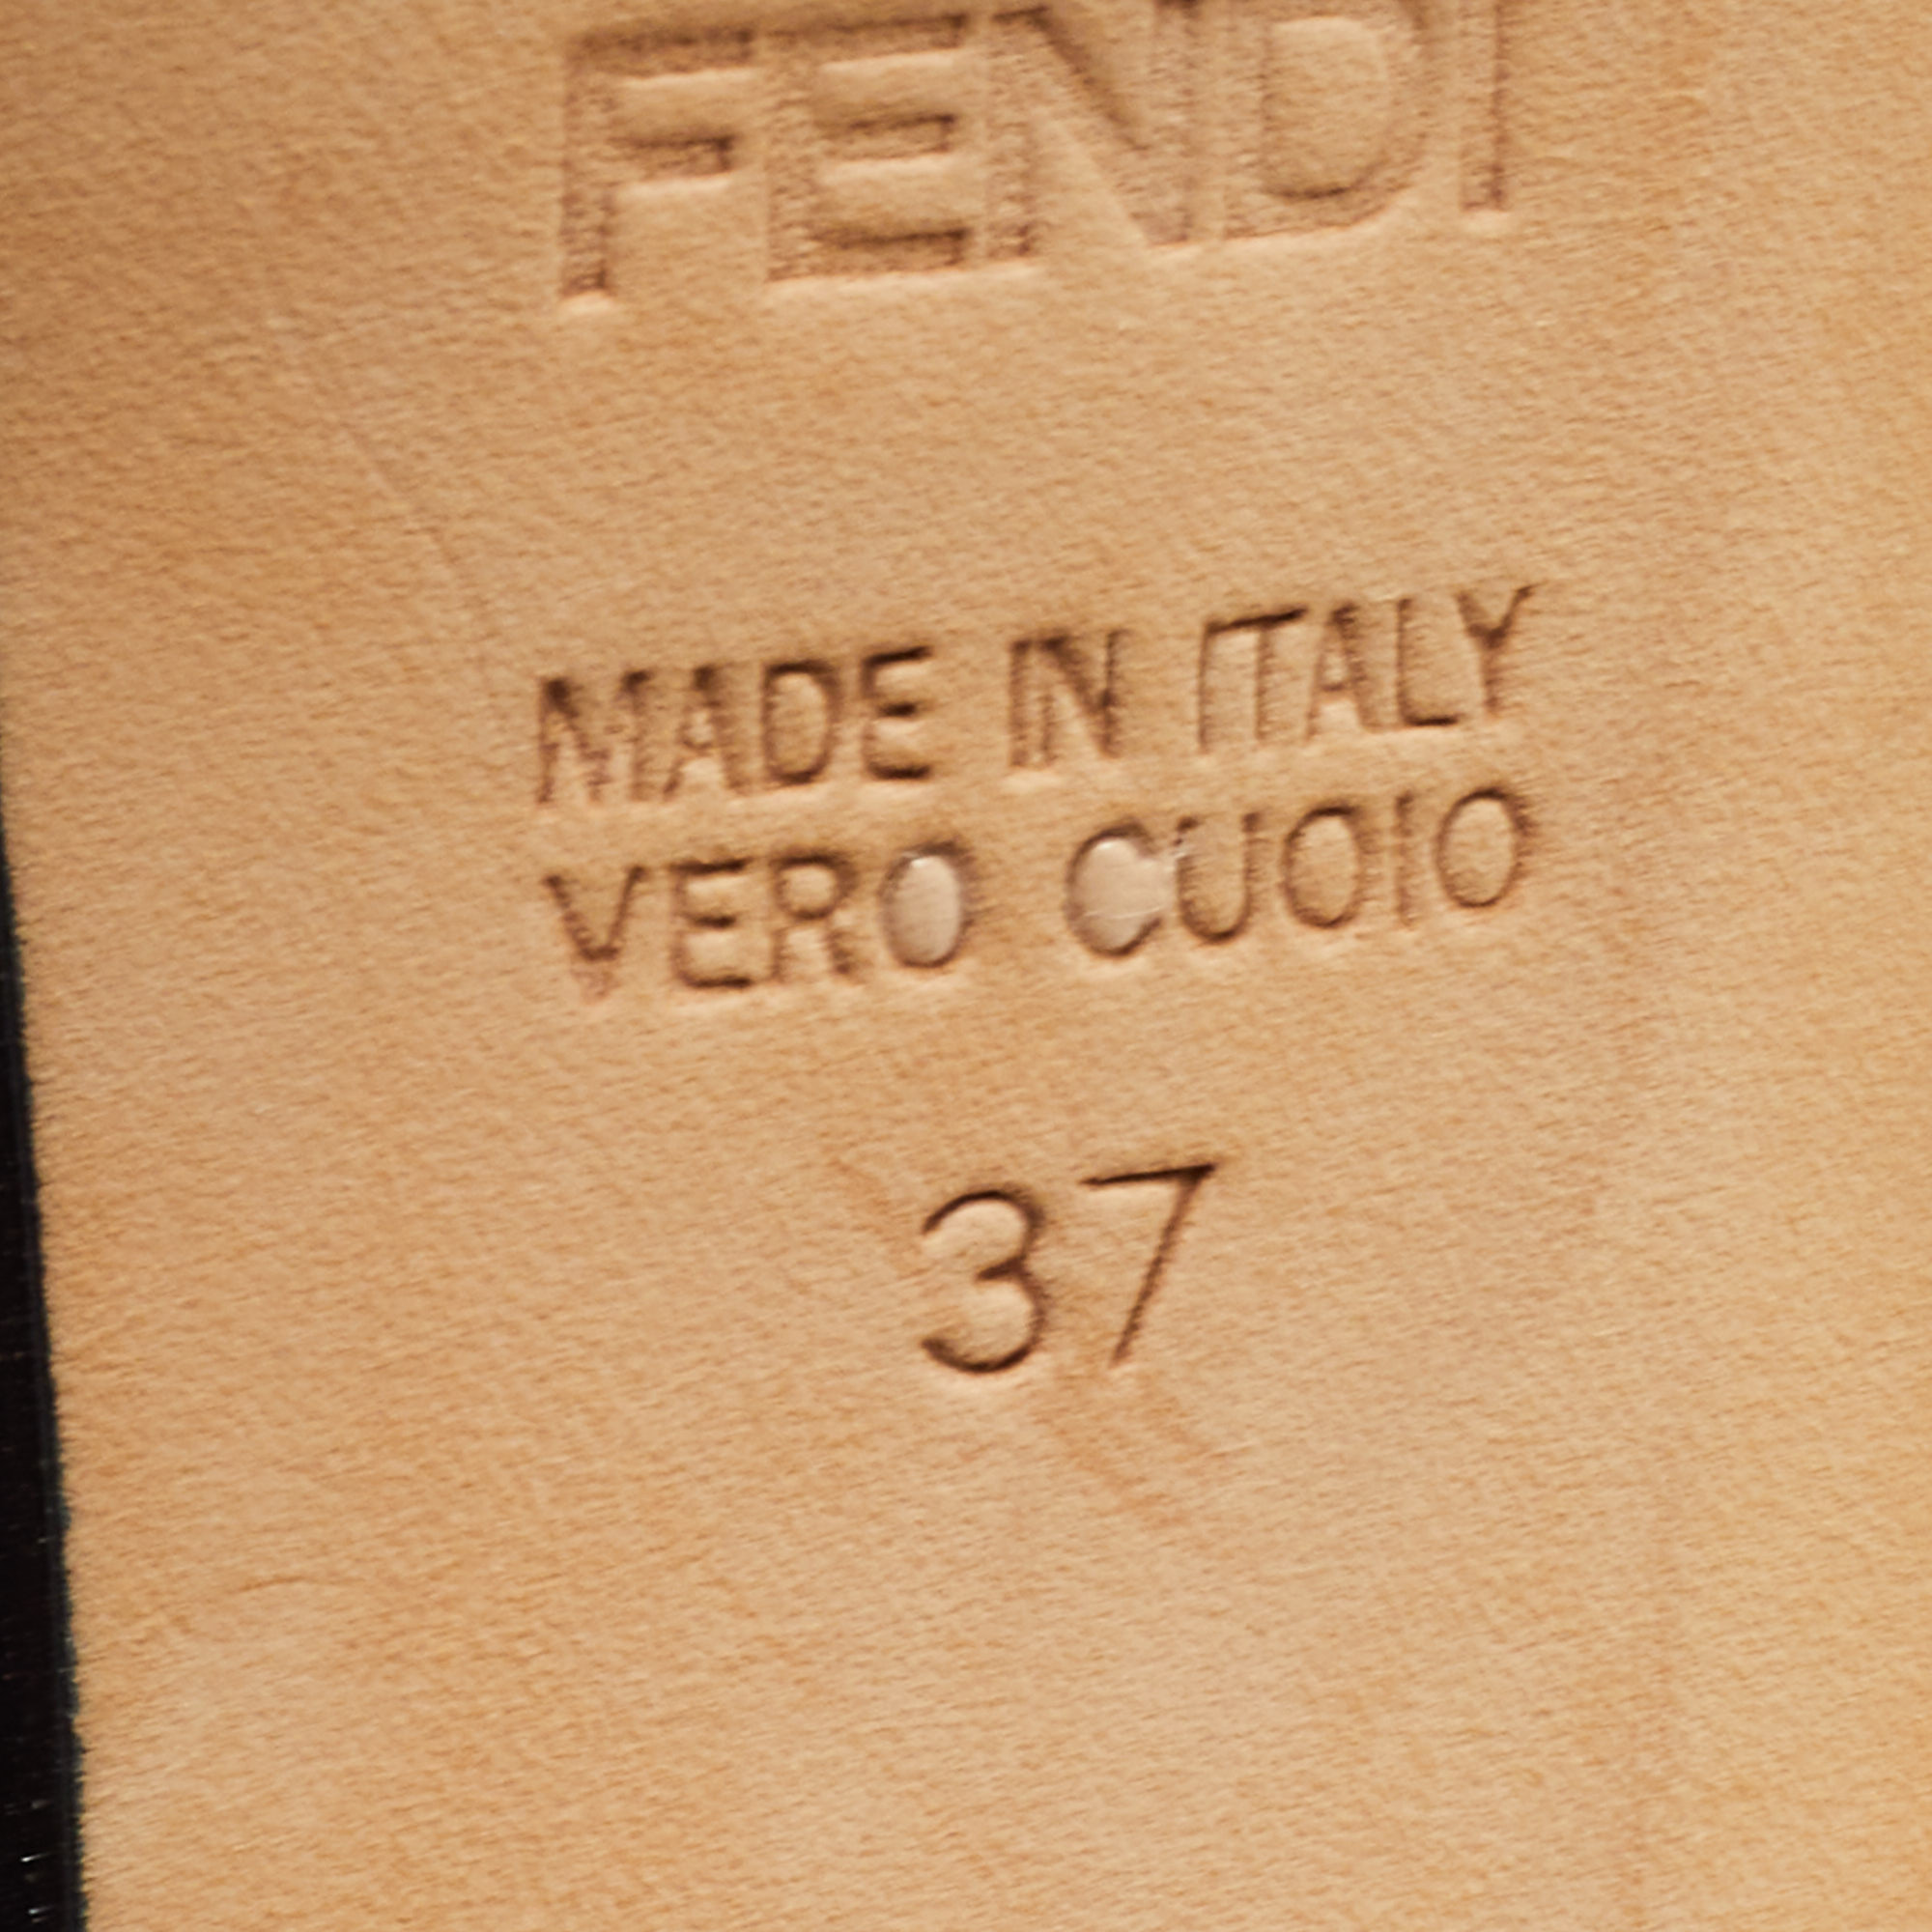 FENDI
MADE IN ITALY
VERO CUOIO
37